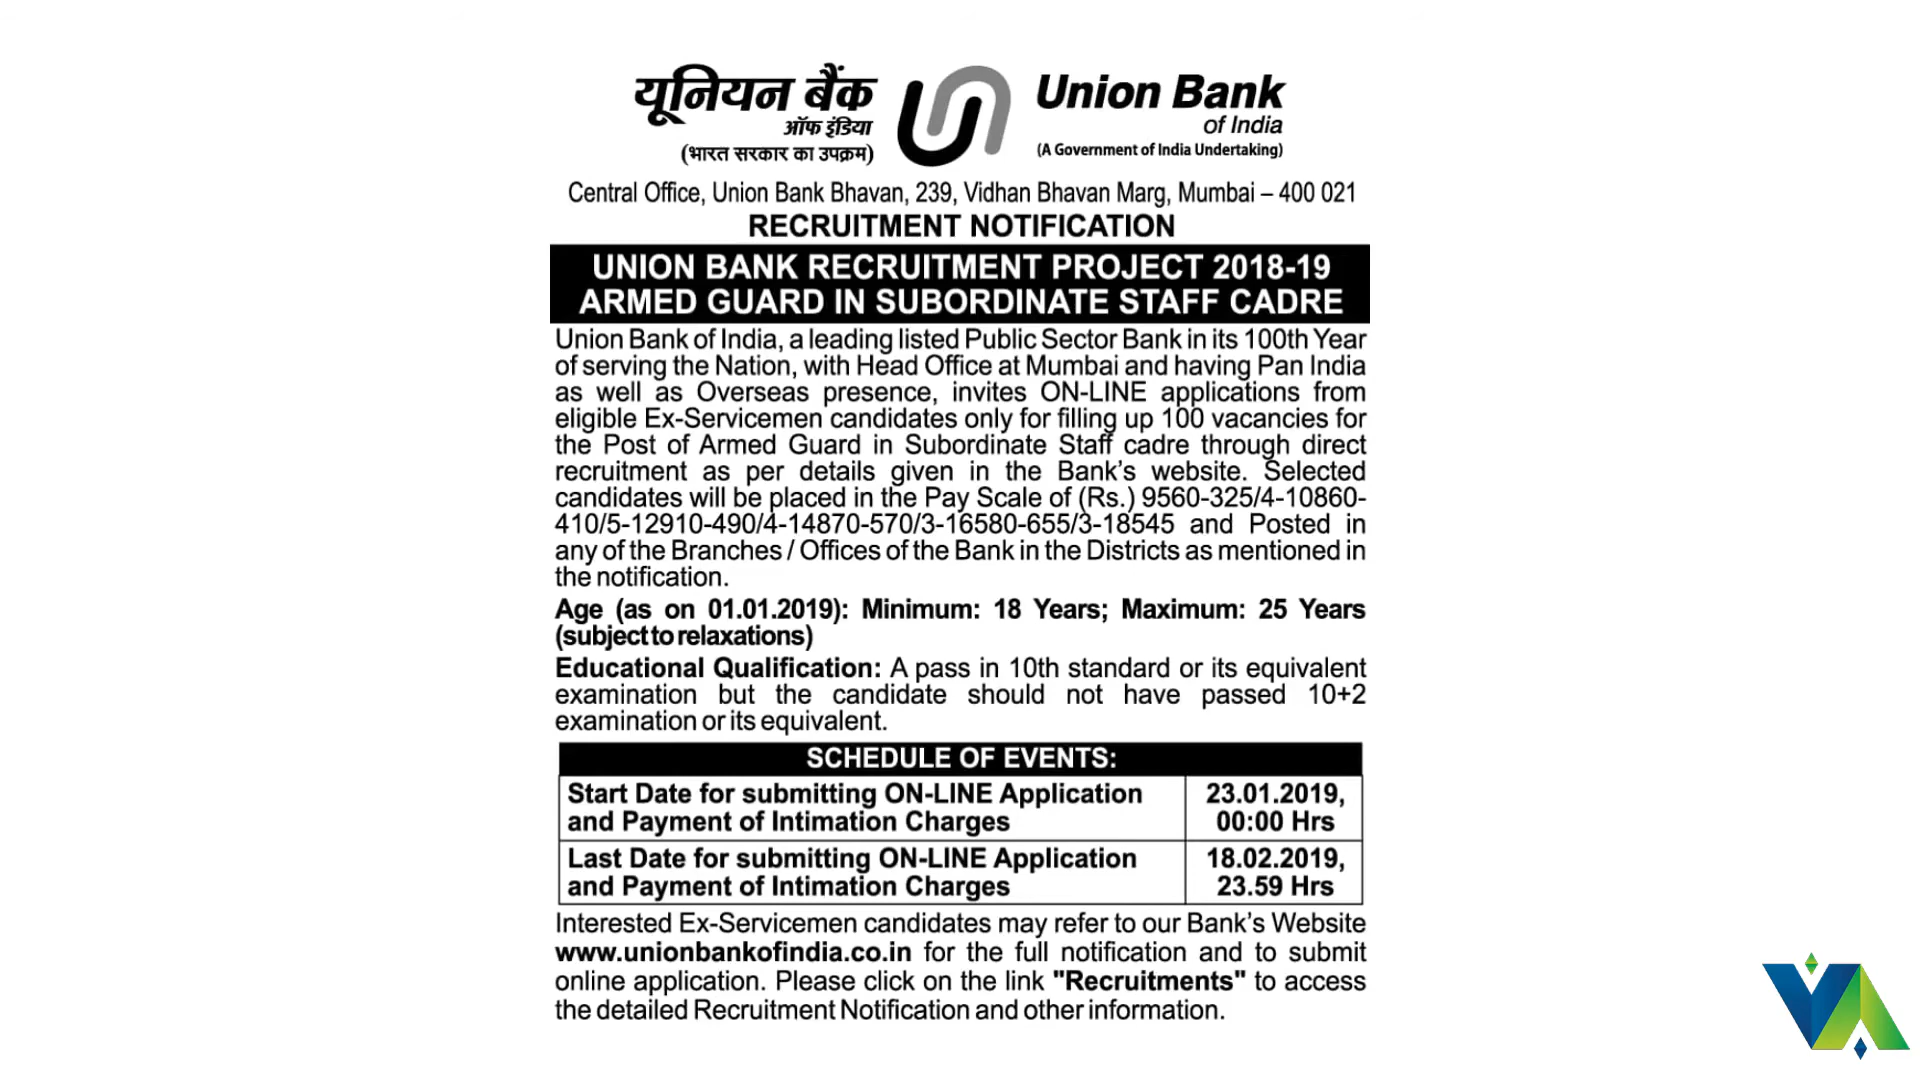 यूनियन बैंक
ऑफ इंडिया
(भारत सरकार का उपक्रम)
Union Bank
of India
(A Government of India Undertaking)
Central Office, Union Bank Bhavan, 239, Vidhan Bhavan Marg, Mumbai – 400 021
RECRUITMENT NOTIFICATION
UNION BANK RECRUITMENT PROJECT 2018-19
ARMED GUARD IN SUBORDINATE STAFF CADRE
Union Bank of India, a leading listed Public Sector Bank in its 100th Year
of serving the Nation, with Head Office at Mumbai and having Pan India
as well as Overseas presence, invites ON-LINE applications from
eligible Ex-Servicemen candidates only for filling up 100 vacancies for
the Post of Armed Guard in Subordinate Staff cadre through direct
recruitment as per details given in the Bank's website. Selected
candidates will be placed in the Pay Scale of (Rs.) 9560-325/4-10860-
410/5-12910-490/4-14870-570/3-16580-655/3-18545 and Posted in
any of the Branches / Offices of the Bank in the Districts as mentioned in
the notification.
Age (as on 01.01.2019): Minimum: 18 Years; Maximum: 25 Years
(subject to relaxations)
Educational Qualification: A pass in 10th standard or its equivalent
examination but the candidate should not have passed 10+2
examination or its equivalent.
SCHEDULE OF EVENTS:
Start Date for submitting ON-LINE Application 23.01.2019,
and Payment of Intimation Charges 00:00 Hrs
Last Date for submitting ON-LINE Application 18.02.2019,
and Payment of Intimation Charges 23.59 Hrs
Interested Ex-Servicemen candidates may refer to our Bank's Website
www.unionbankofindia.co.in for the full notification and to submit
online application. Please click on the link "Recruitments" to access
the detailed Recruitment Notification and other information.